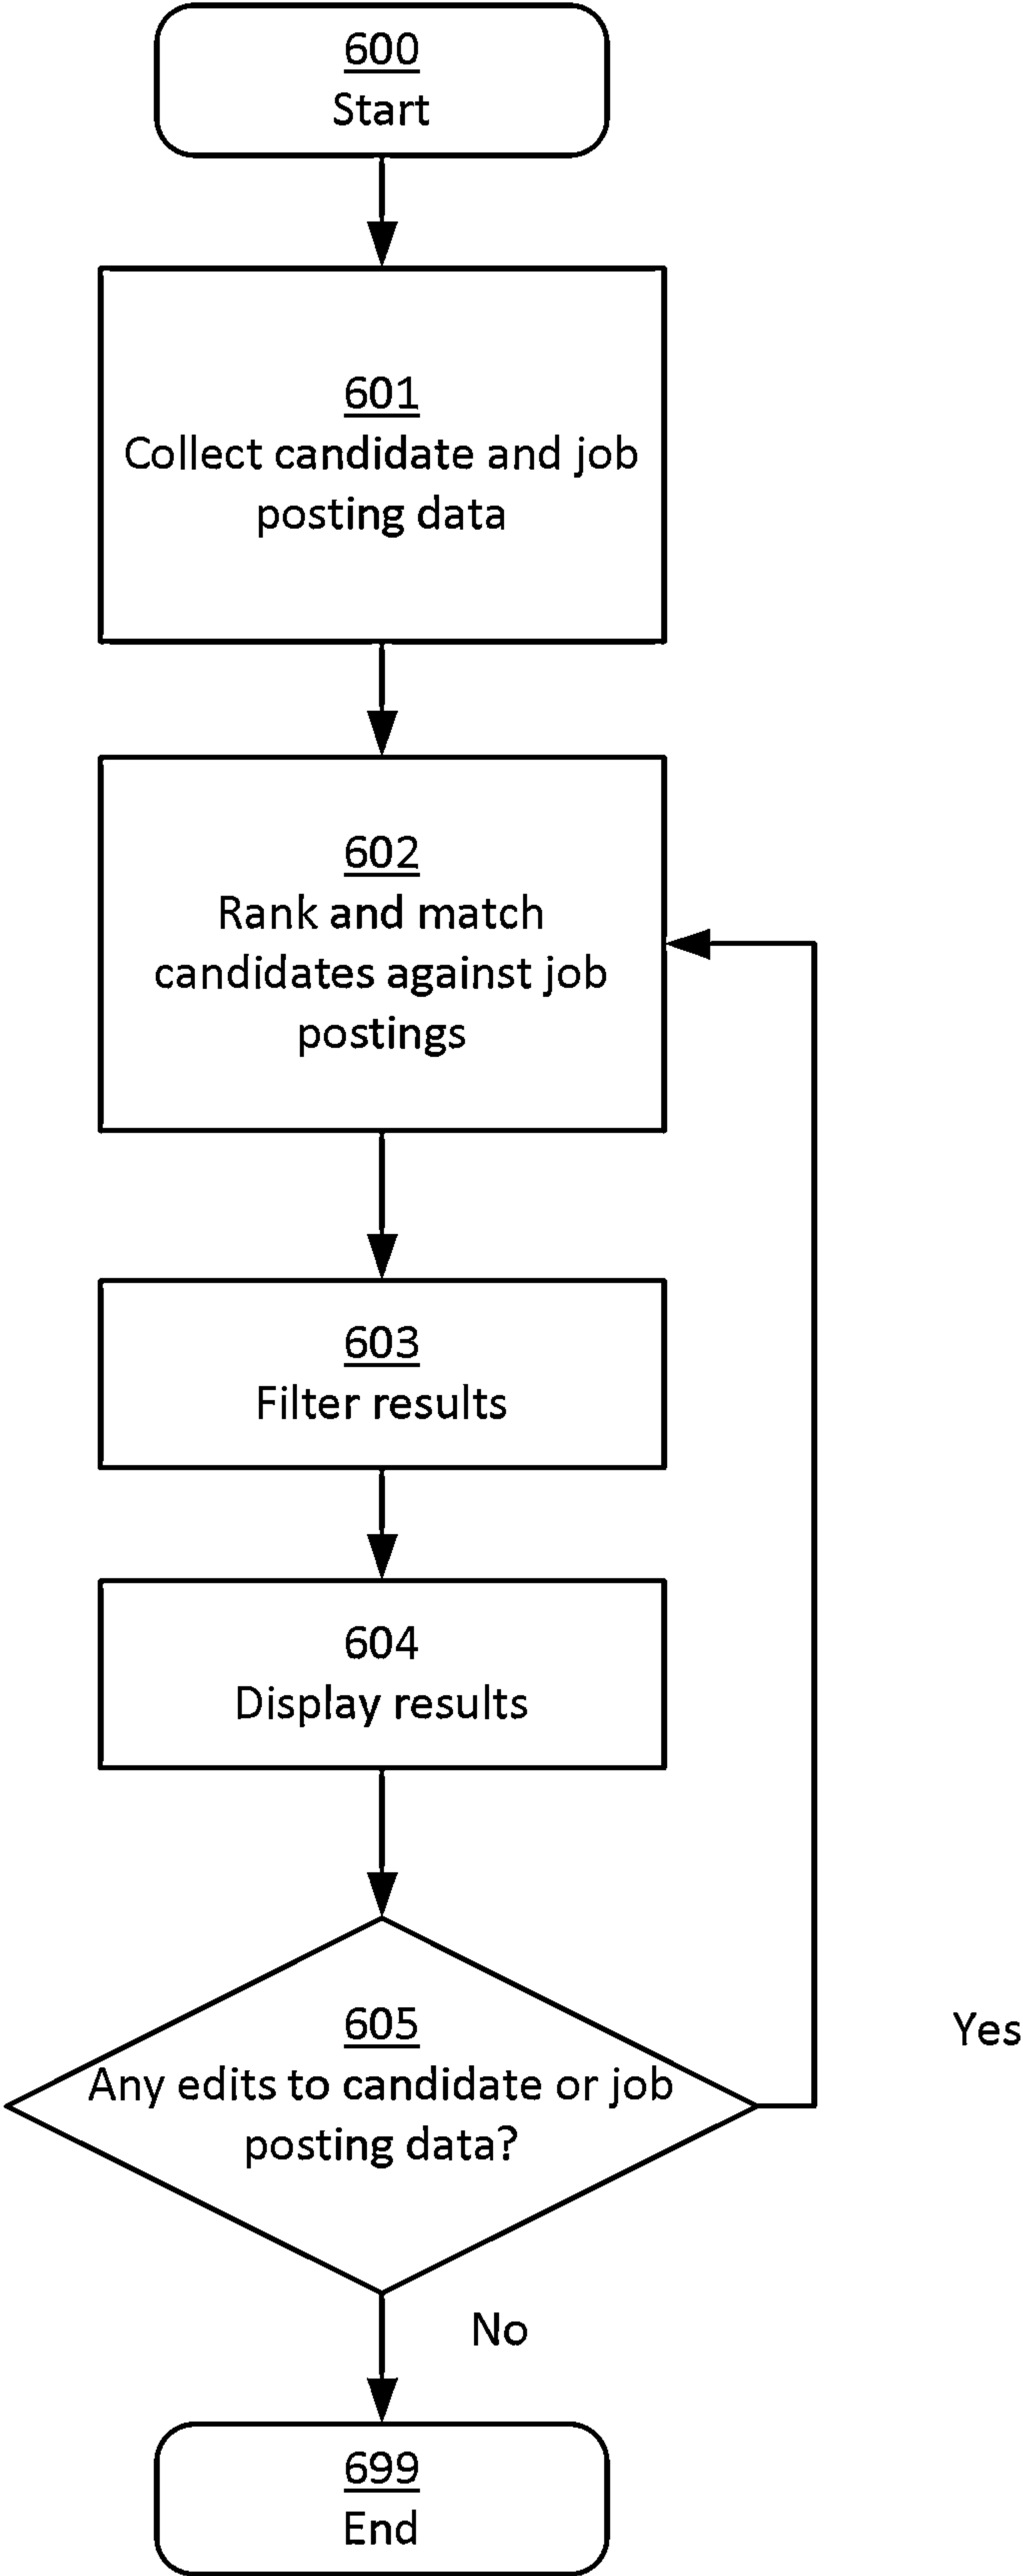 600
Start
601
Collect candidate and job
posting data
602
Rank and match
candidates against job
postings
603
Filter results
604
Display results
605
Any edits to candidate or job
posting data?
Yes
No
699
End